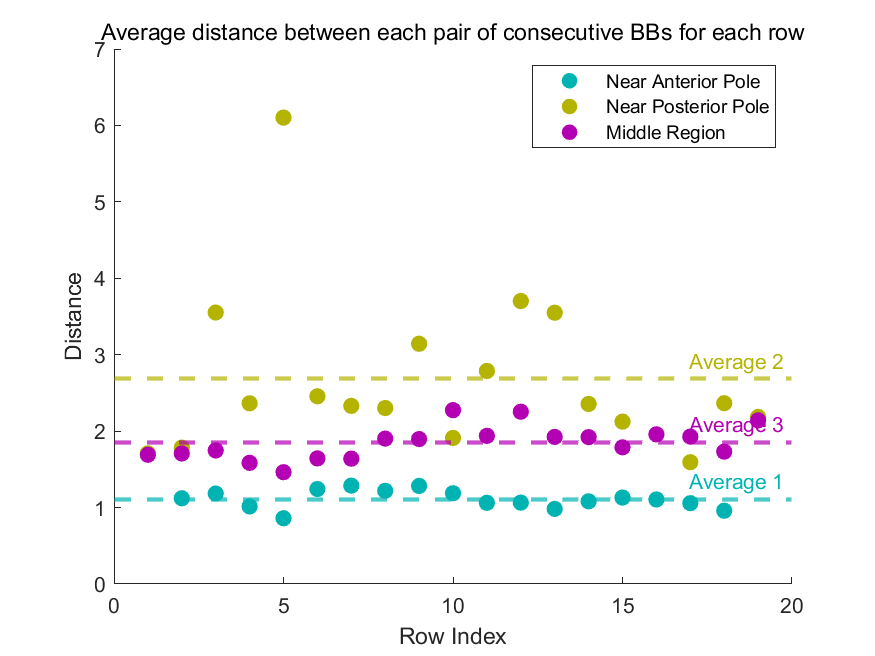 Average distance between each pair of consecutive BBs for each row
7
6
5
4
3
2
1
0
Distance
Near Anterior Pole
Near Posterior Pole
Middle Region
Average 2
Average 3
Average 1
0 5 10 15 20
Row Index